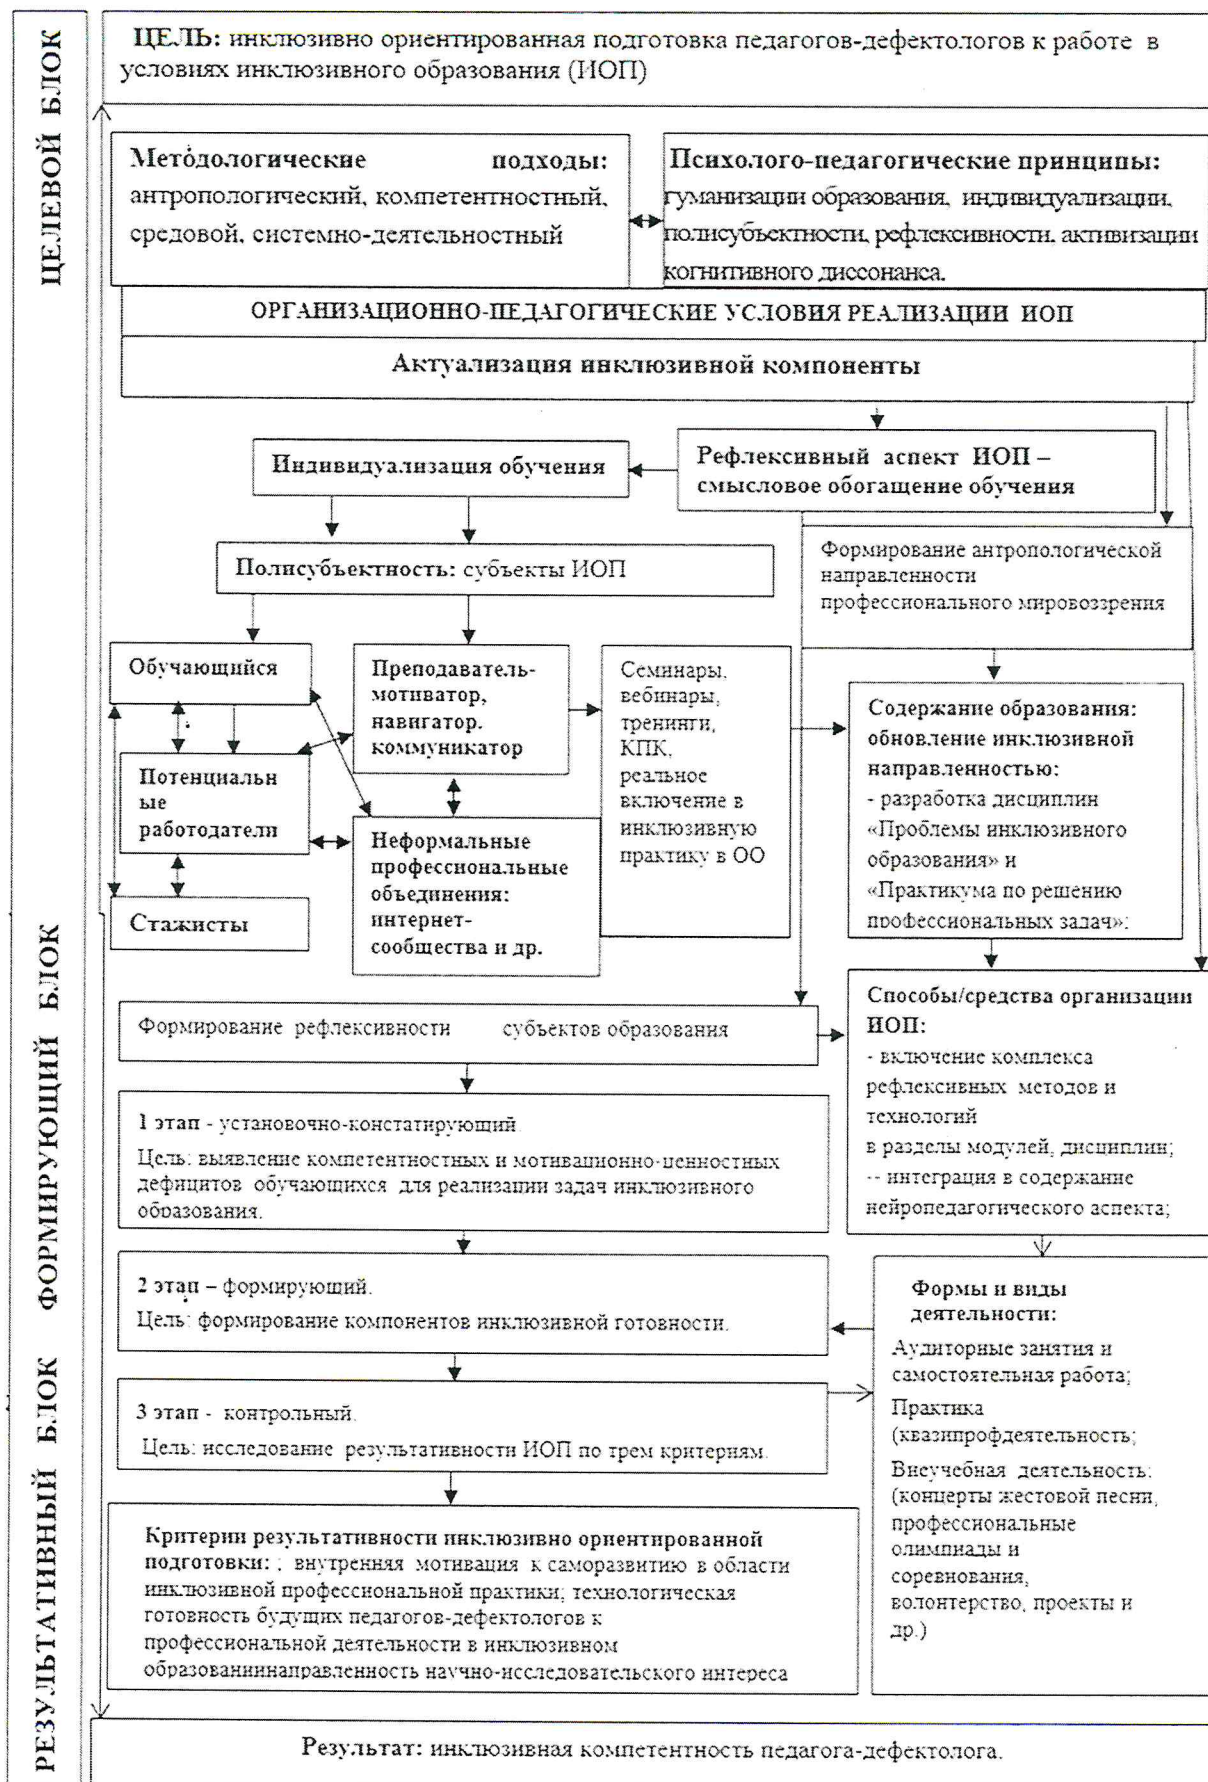 ЦЕЛЕВОЙ БЛОК
ЦЕЛЬ: инклюзивно ориентированная подготовка педагогов-дефектологов к работе в
условиях инклюзивного образования (ИОП)
Методологические подходы:
антропологический, компетентностный,
средовой, системно-деятельностный
Психолого-педагогические принципы:
гуманизации образования, индивидуализации,
полисубъектности, рефлексивности, активизации
когнитивного диссонанса.
ОРГАНИЗАЦИОННО-ПЕДАГОГИЧЕСКИЕ УСЛОВИЯ РЕАЛИЗАЦИИ ИОП
Актуализация инклюзивной компоненты
Индивидуализация обучения
Рефлексивный аспект ИОП –
смысловое обогащение обучения
Полисубъектность: субъекты ИОП
Формирование антропологической
направленности
профессионального мировоззрения
Обучающийся
Преподаватель-
мотиватор,
навигатор.
коммуникатор
Семинары,
вебинары,
тренинги,
КПК,
реальное
включение в
инклюзивную
практику в ОО
Содержание образования:
обновление инклюзивной
направленностью:
- разработка дисциплин
«Проблемы инклюзивного
образования» и
«Практикума по решению
профессиональных задач»;
Потенциальн
ые
работодатели
Неформальные
профессиональные
объединения:
интернет-
сообщества и др.
Стажисты
ФОРМИРУЮЩИЙ БЛОК
Формирование рефлексивности субъектов образования
Способы/средства организации
ИОП:
- включение комплекса
рефлексивных методов и
технологий
в разделы модулей, дисциплин;
-- интеграция в содержание
нейропедагогического аспекта;
1 этап - установочно-констатирующий
Цель: выявление компетентностных и мотивационно-ценностных
дефицитов обучающихся для реализации задач инклюзивного
образования.
2 этап – формирующий.
Цель: формирование компонентов инклюзивной готовности.
Формы и виды
деятельности:
Аудиторные занятия и
самостоятельная работа;
Практика
(квазипрофдеятельность;
Внеучебная деятельность:
(концерты жестовой песни,
профессиональные
олимпиады и
соревнования,
волонтерство, проекты и
др.)
РЕЗУЛЬТАТИВНЫЙ БЛОК
3 этап - контрольный.
Цель: исследование результативности ИОП по трем критериям.
Критерии результативности инклюзивно ориентированной
подготовки: ; внутренняя мотивация к саморазвитию в области
инклюзивной профессиональной практики; технологическая
готовность будущих педагогов-дефектологов к
профессиональной деятельности в инклюзивном
образованиинаправленность научно-исследовательского интереса
Результат: инклюзивная компетентность педагога-дефектолога.